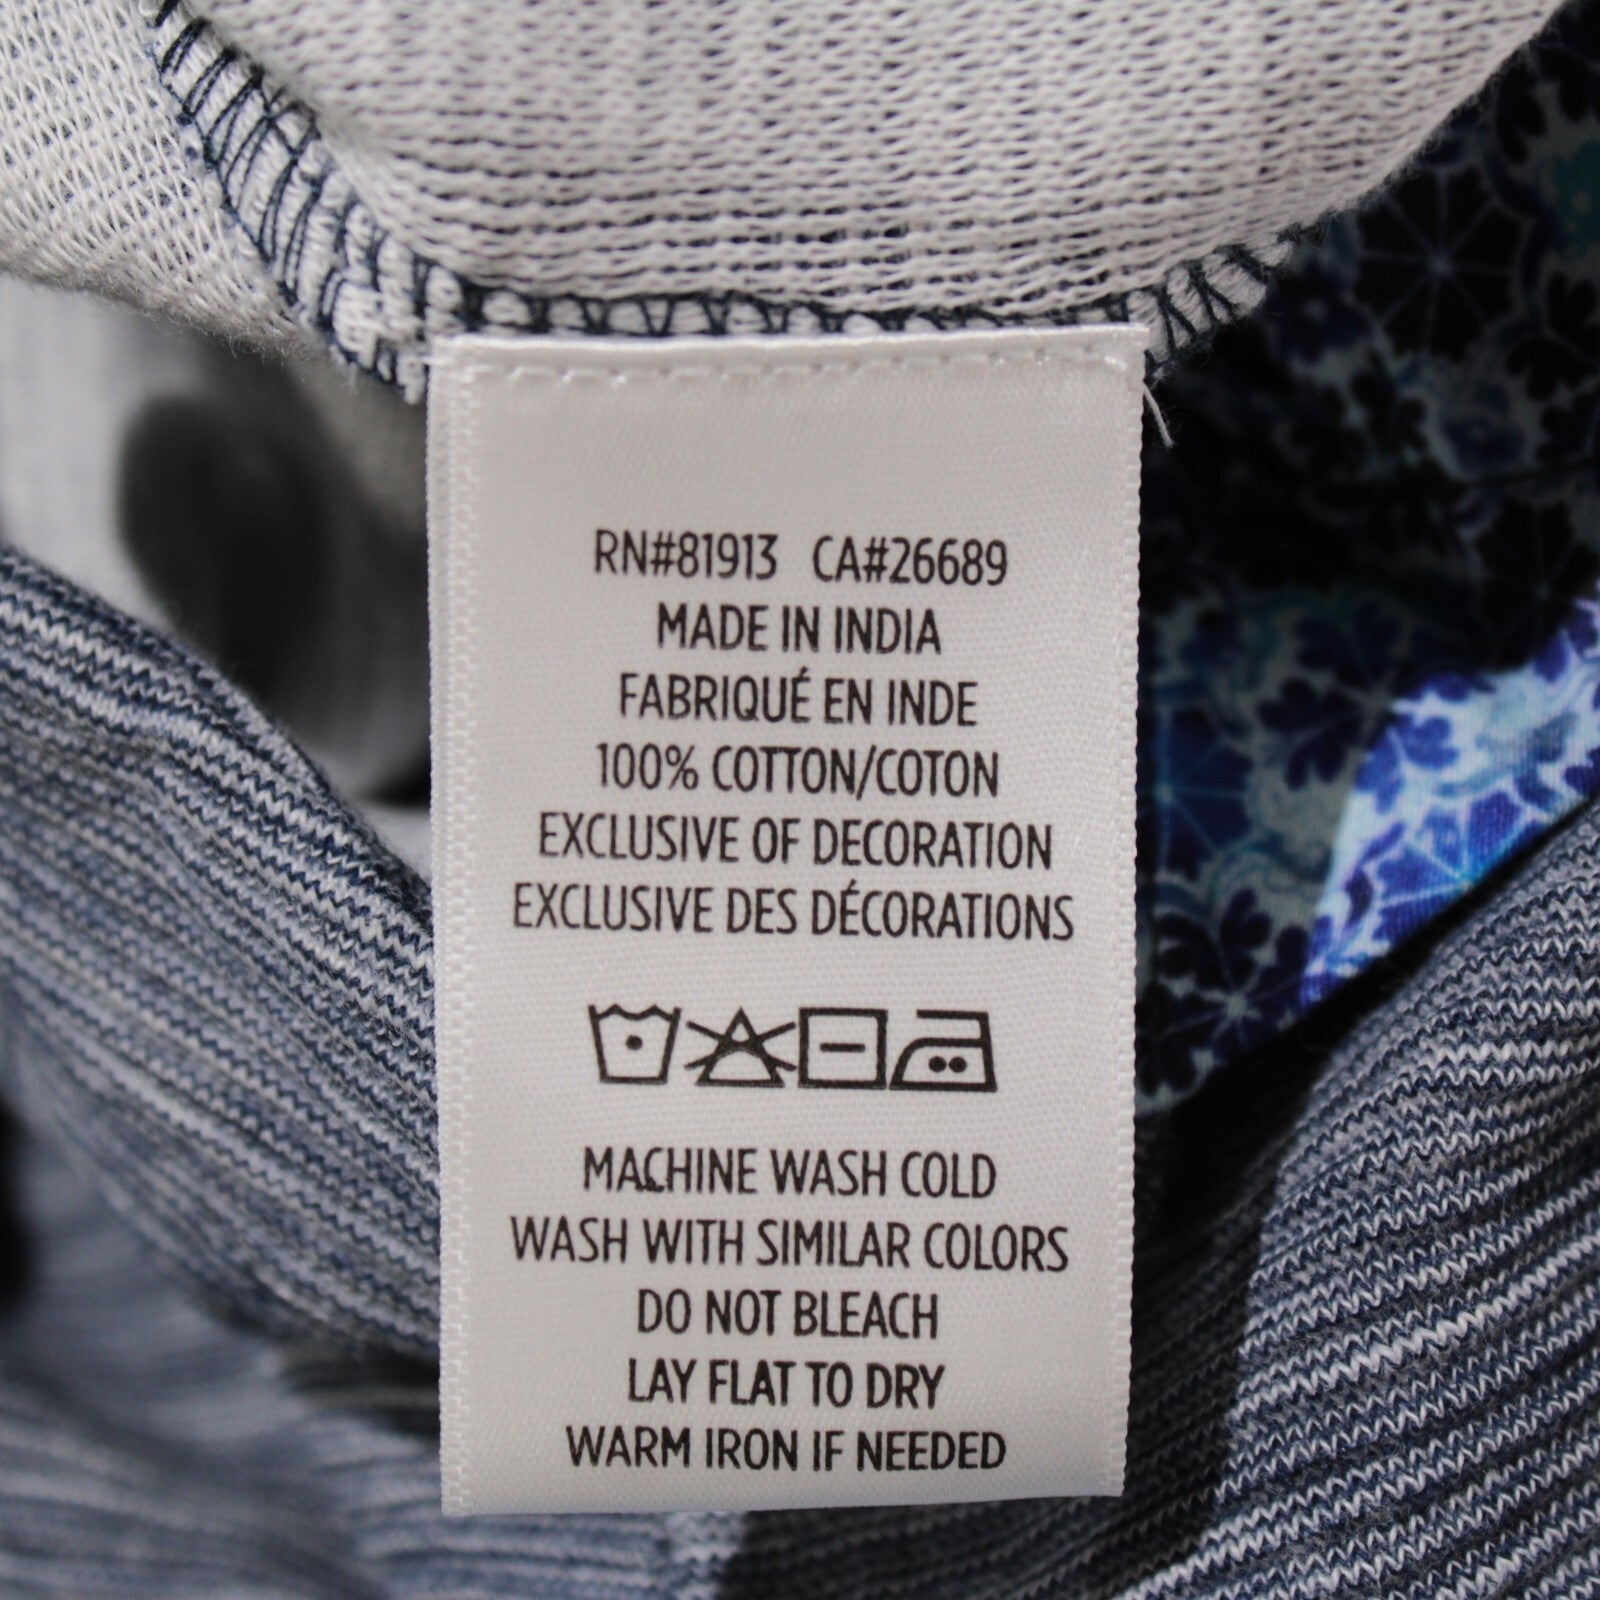 RN#81913 CA#26689
MADE IN INDIA
FABRIQUÉ EN INDE
100% COTTON/COTON
EXCLUSIVE OF DECORATION
EXCLUSIVE DES DÉCORATIONS
MACHINE WASH COLD
WASH WITH SIMILAR COLORS
DO NOT BLEACH
LAY FLAT TO DRY
WARM IRON IF NEEDED